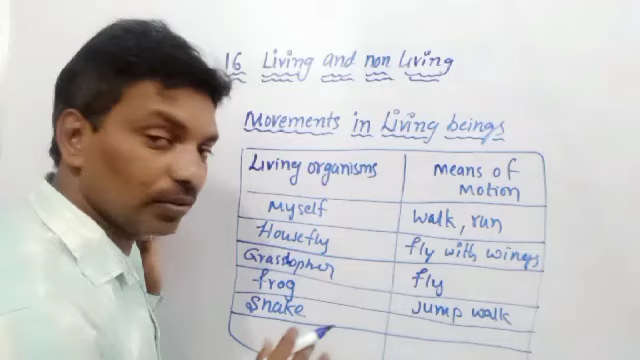 16 Living and non Living
Movements in Living beings
Living organisms Means of
Motion
Myself walk, run
Housefly fly with wings
Grasshopher fly
frog Jump walk
Snake